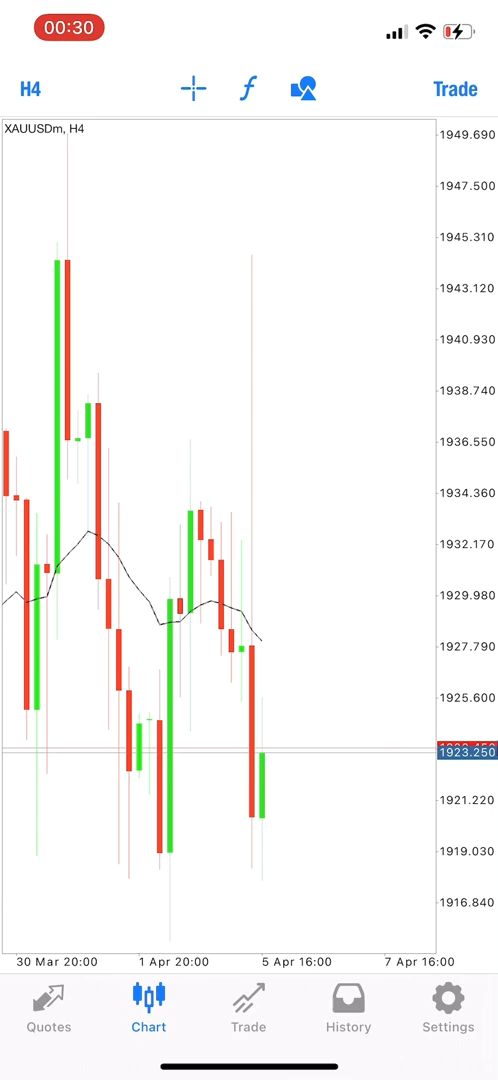 00:30
H4
Trade
XAUUSDm, H4
1949.690
1947.500
1945.310
1943.120
1940.930
1938.740
1936.550
1934.360
1932.170
1929.980
1927.790
1925.600
1923.250
1921.220
1919.030
1916.840
30 Mar 20:00
1 Apr 20:00
5 Apr 16:00
7 Apr 16:00
Quotes
Chart
Trade
History
Settings